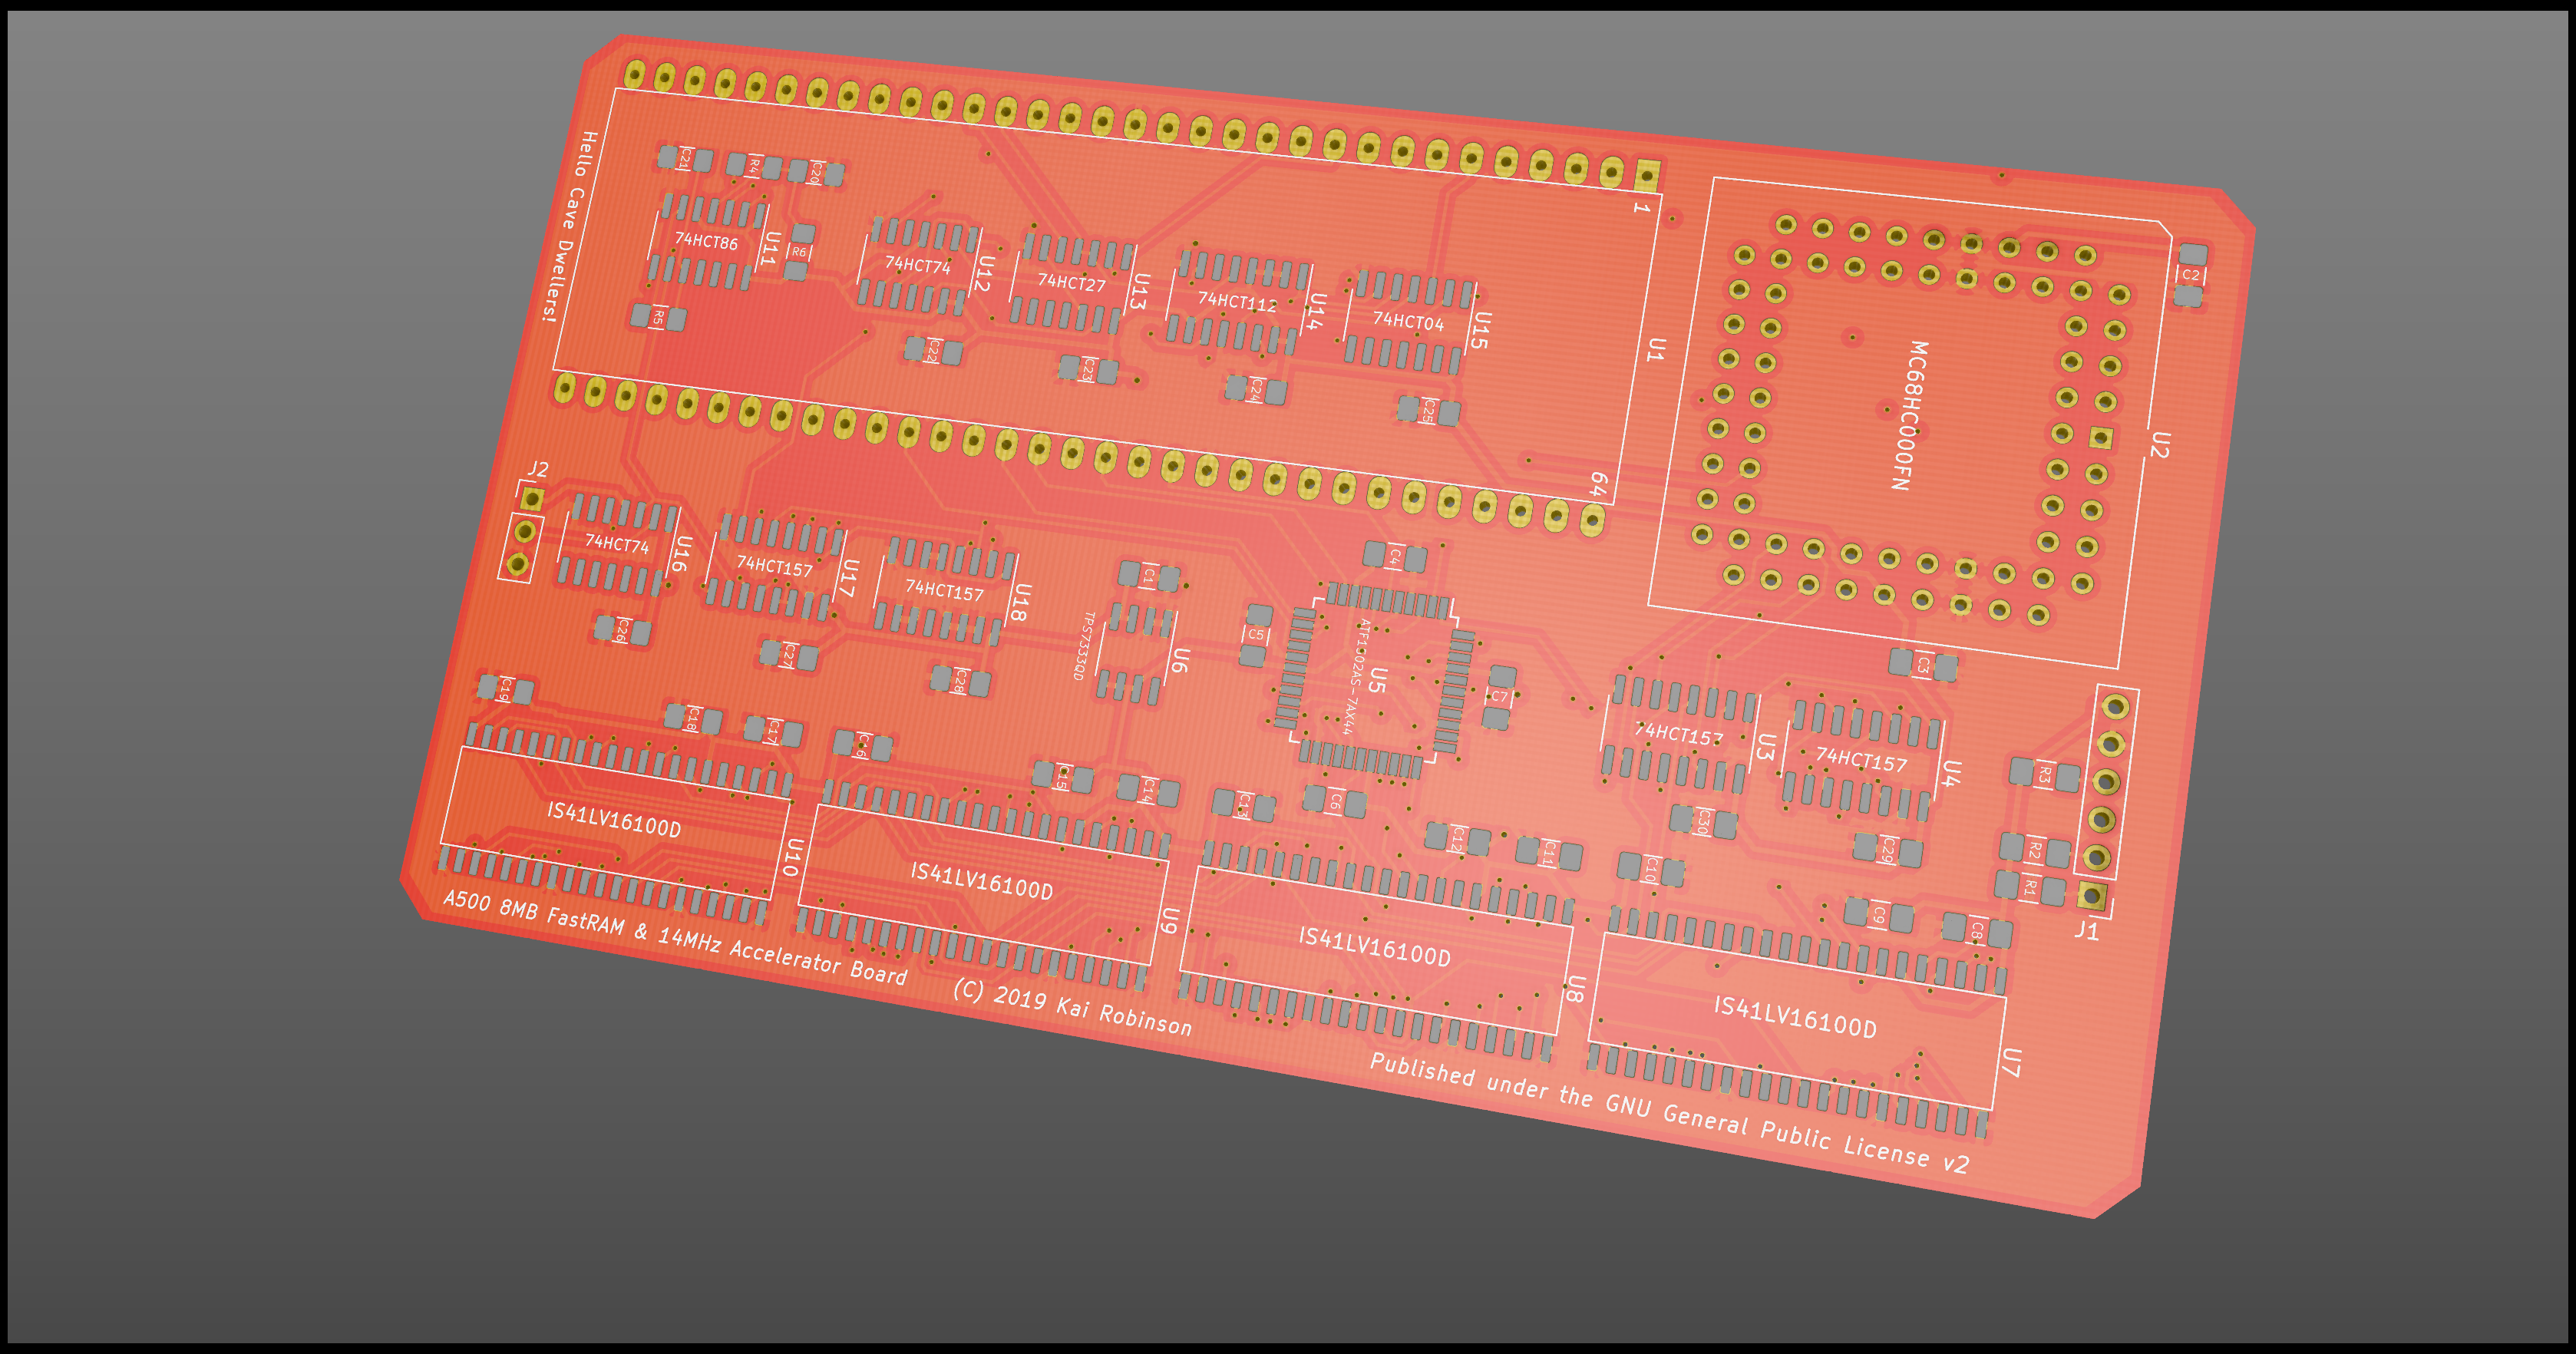 Hello Cave Dwellers!
C21
R4
C20
74HCT86
U11
R6
R5
74HCT74
U12
C22
74HCT27
U13
C23
74HCT112
U14
C24
74HCT04
U15
C25
1
U1
64
MC68HC000FN
U2
C2
J2
74HCT74
U16
C26
74HCT157
U17
C27
74HCT157
U18
C28
C1
TPS7333QD
U6
C4
C5
ATF1502AS-7AX44
U5
C7
C6
C3
74HCT157
U3
C30
74HCT157
U4
C29
R3
R2
R1
J1
C19
C18
C17
C16
C15
C14
C13
C12
C11
C10
C9
C8
IS41LV16100D
U10
IS41LV16100D
U9
IS41LV16100D
U8
IS41LV16100D
U7
A500 8MB FastRAM & 14MHz Accelerator Board
(C) 2019 Kai Robinson
Published under the GNU General Public License v2